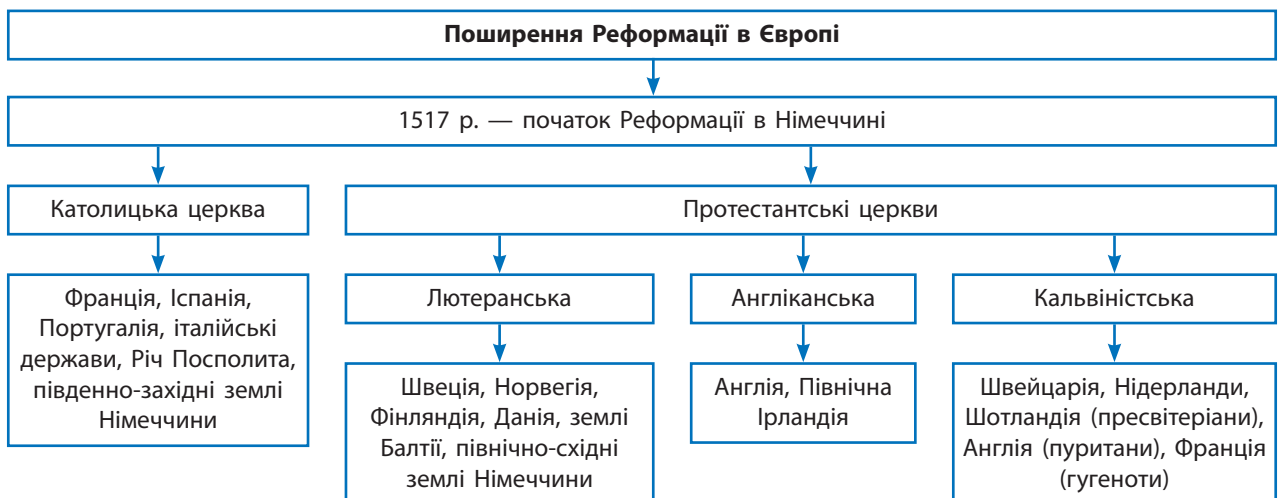 Поширення Реформації в Європі
1517 р. — початок Реформації в Німеччині
Католицька церква
Протестантські церкви
Франція, Іспанія,
Португалія, італійські
держави, Річ Посполита,
південно-західні землі
Німеччини
Лютеранська
Англіканська
Кальвіністська
Швеція, Норвегія,
Фінляндія, Данія, землі
Балтії, північно-східні
землі Німеччини
Англія, Північна
Ірландія
Швейцарія, Нідерланди,
Шотландія (пресвітеріани),
Англія (пуритани), Франція
(гугеноти)